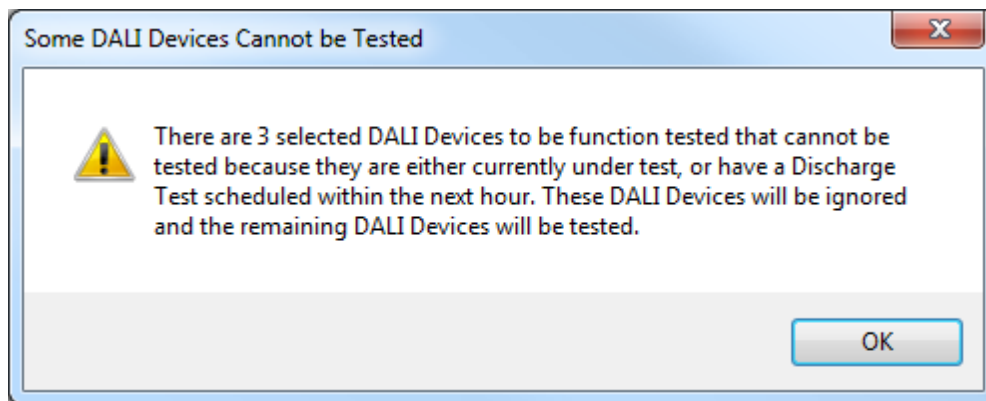 Some DALI Devices Cannot be Tested
There are 3 selected DALI Devices to be function tested that cannot be
tested because they are either currently under test, or have a Discharge
Test scheduled within the next hour. These DALI Devices will be ignored
and the remaining DALI Devices will be tested.
OK